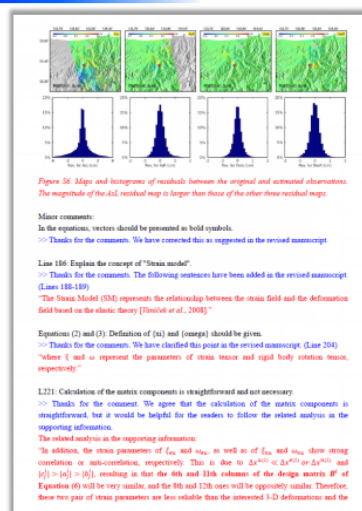 Figure S6. Maps and histograms of residuals between the original and estimated observations.
The magnitude of the AsL residual map is larger than those of the other three residual maps.
Minor comments:
In the equations, vectors should be presented as bold symbols.
>> Thanks for the comments. We have corrected this as suggested in the revised manuscript.
Line 186: Explain the concept of "Strain model".
>> Thanks for the comments. The following sentences have been added in the revised manuscript.
(Lines 188-189)
"The Strain Model (SM) represents the relationship between the strain field and the deformation
field based on the elastic theory [Vaníček et al., 2008]."
Equations (2) and (3): Definition of {xi} and {omega} should be given.
>> Thanks for the comments. We have clarified this point in the revised manuscript. (Line 204)
"where ξ and ω represent the parameters of strain tensor and rigid body rotation tensor,
respectively."
L221: Calculation of the matrix components is straightforward and not necessary.
>> Thanks for the comment. We agree that the calculation of the matrix components is
straightforward, but it would be helpful for the readers to follow the related analysis in the
supporting information.
The related analysis in the supporting information:
"In addition, the strain parameters of and as well as of and show strong
correlation or anti-correlation, respectively. This is due to and
resulting in that the 6th and 11th columns of the design matrix of
Equation (6) will be very similar, and the 8th and 12th ones will be oppositely similar. Therefore,
these two pair of strain parameters are less reliable than the interested 3-D deformations and the